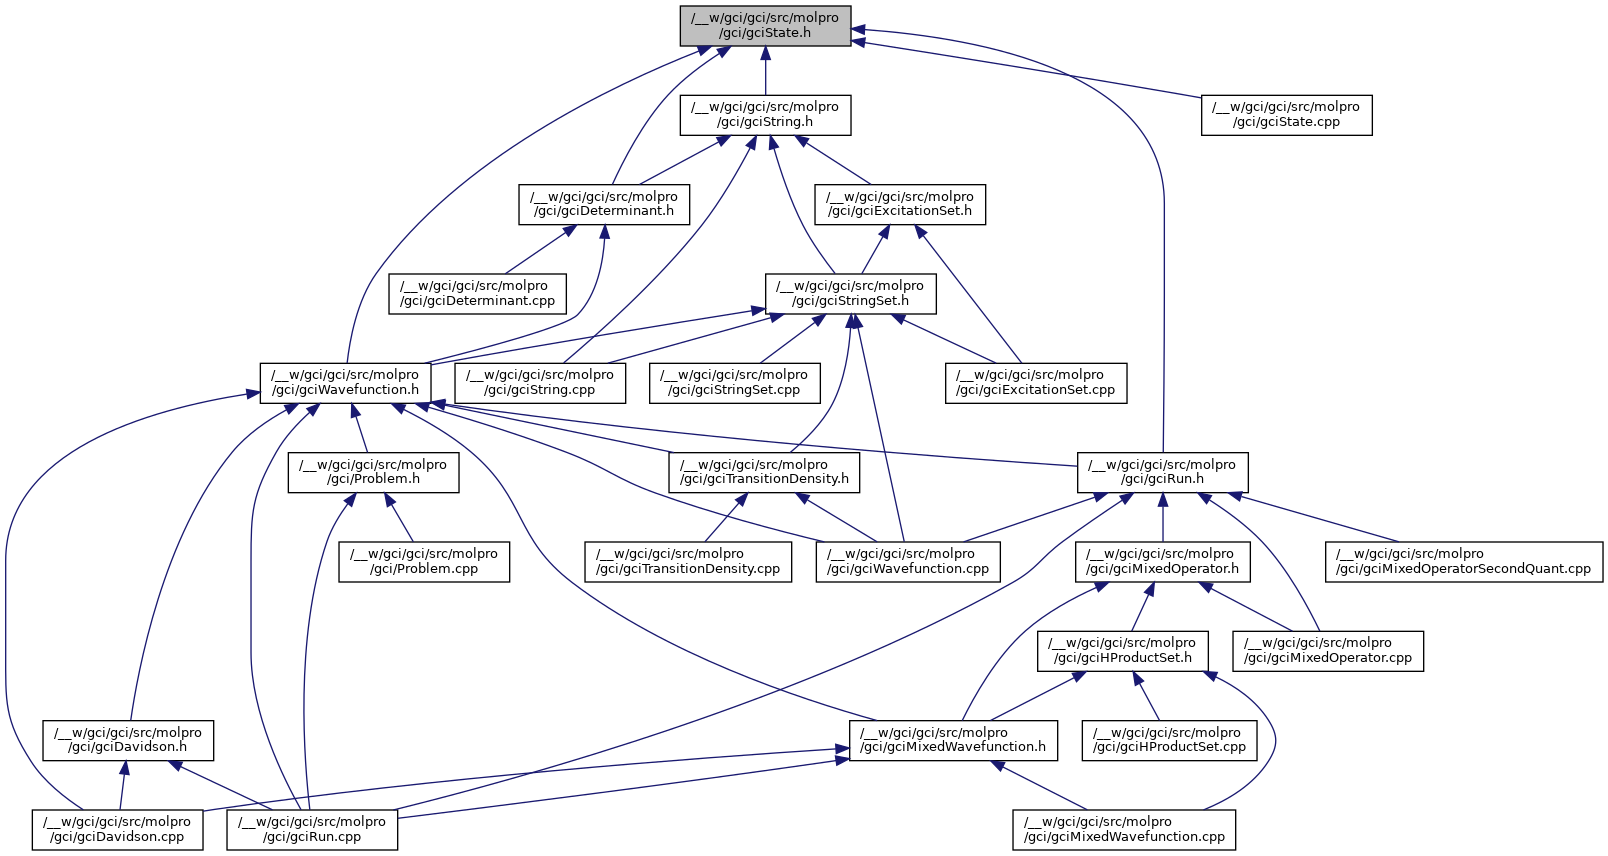 /__w/gci/gci/src/molpro
/gci/gciState.h
/__w/gci/gci/src/molpro
/gci/gciString.h
/__w/gci/gci/src/molpro
/gci/gciState.cpp
/__w/gci/gci/src/molpro
/gci/gciDeterminant.h
/__w/gci/gci/src/molpro
/gci/gciExcitationSet.h
/__w/gci/gci/src/molpro
/gci/gciDeterminant.cpp
/__w/gci/gci/src/molpro
/gci/gciStringSet.h
/__w/gci/gci/src/molpro
/gci/gciWavefunction.h
/__w/gci/gci/src/molpro
/gci/gciString.cpp
/__w/gci/gci/src/molpro
/gci/gciStringSet.cpp
/__w/gci/gci/src/molpro
/gci/gciExcitationSet.cpp
/__w/gci/gci/src/molpro
/gci/Problem.h
/__w/gci/gci/src/molpro
/gci/gciTransitionDensity.h
/__w/gci/gci/src/molpro
/gci/gciRun.h
/__w/gci/gci/src/molpro
/gci/Problem.cpp
/__w/gci/gci/src/molpro
/gci/gciTransitionDensity.cpp
/__w/gci/gci/src/molpro
/gci/gciWavefunction.cpp
/__w/gci/gci/src/molpro
/gci/gciMixedOperator.h
/__w/gci/gci/src/molpro
/gci/gciMixedOperatorSecondQuant.cpp
/__w/gci/gci/src/molpro
/gci/gciHProductSet.h
/__w/gci/gci/src/molpro
/gci/gciMixedOperator.cpp
/__w/gci/gci/src/molpro
/gci/gciDavidson.h
/__w/gci/gci/src/molpro
/gci/gciMixedWavefunction.h
/__w/gci/gci/src/molpro
/gci/gciHProductSet.cpp
/__w/gci/gci/src/molpro
/gci/gciDavidson.cpp
/__w/gci/gci/src/molpro
/gci/gciRun.cpp
/__w/gci/gci/src/molpro
/gci/gciMixedWavefunction.cpp